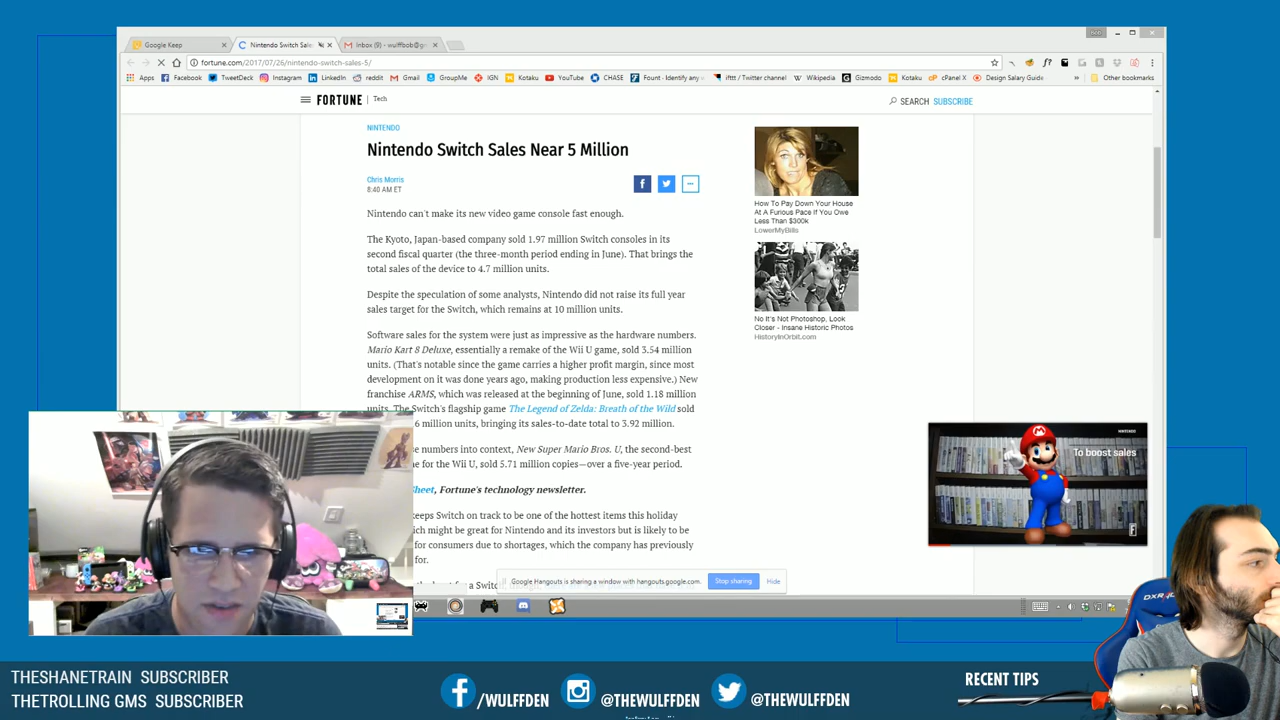 Bob
Google Keep
Nintendo Switch Sale
Inbox (9) - wulffbob@g
fortune.com/2017/07/26/nintendo-switch-sales-5/
Apps Facebook TweetDeck Instagram LinkedIn reddit Gmail GroupMe IGN Kotaku YouTube CHASE Fount - Identify any ifttt / Twitter channel Wikipedia Gizmodo Kotaku cPanel X Design Salary Guide » Other bookmarks
FORTUNE | Tech
SEARCH SUBSCRIBE
NINTENDO
Nintendo Switch Sales Near 5 Million
Chris Morris
8:40 AM ET
Nintendo can't make its new video game console fast enough.
The Kyoto, Japan-based company sold 1.97 million Switch consoles in its
second fiscal quarter (the three-month period ending in June). That brings the
total sales of the device to 4.7 million units.
Despite the speculation of some analysts, Nintendo did not raise its full year
sales target for the Switch, which remains at 10 million units.
Software sales for the system were just as impressive as the hardware numbers.
Mario Kart 8 Deluxe, essentially a remake of the Wii U game, sold 3.54 million
units. (That's notable since the game carries a higher profit margin, since most
development on it was done years ago, making production less expensive.) New
franchise ARMS, which was released at the beginning of June, sold 1.18 million
units. The Switch's flagship game The Legend of Zelda: Breath of the Wild sold
6 million units, bringing its sales-to-date total to 3.92 million.
se numbers into context, New Super Mario Bros. U, the second-best
me for the Wii U, sold 5.71 million copies—over a five-year period.
heet, Fortune's technology newsletter.
keeps Switch on track to be one of the hottest items this holiday
ich might be great for Nintendo and its investors but is likely to be
for consumers due to shortages, which the company has previously
for.
How To Pay Down Your House
At A Furious Pace If You Owe
Less Than $300k
LowerMyBills
No It's Not Photoshop, Look
Closer - Insane Historic Photos
HistoryInOrbit.com
NINTENDO
To boost sales
F
Google Hangouts is sharing a window with hangouts.google.com.
Stop sharing
Hide
DXRACER
THESHANETRAIN SUBSCRIBER
THETROLLING GMS SUBSCRIBER
/WULFFDEN
@THEWULFFDEN
@THEWULFFDEN
RECENT TIPS